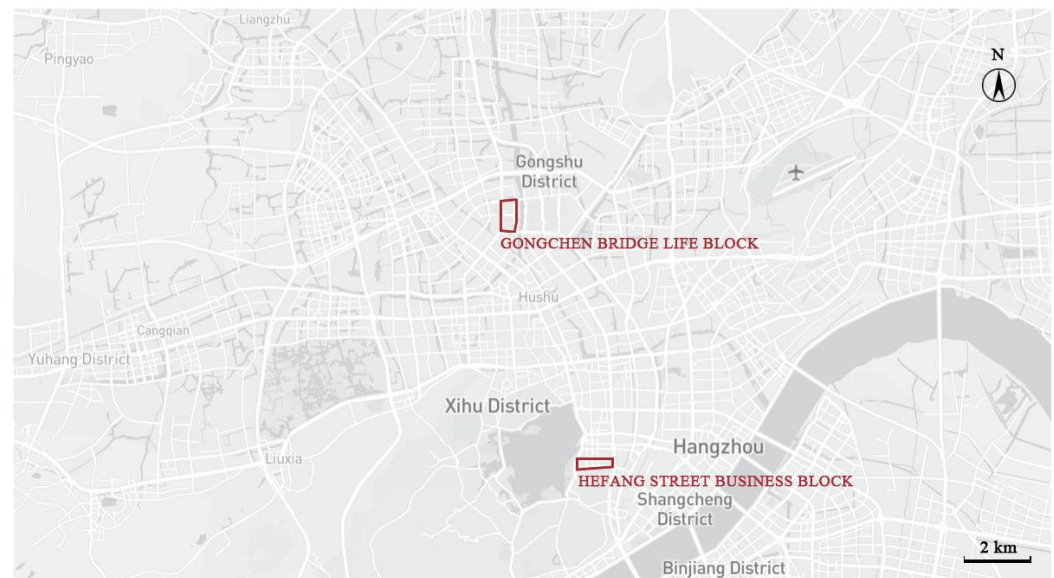 Liangzhu
Pingyao
N
Gongshu
District
GONGCHEN BRIDGE LIFE BLOCK
Hushu
Cangqian
Yuhang District
Xihu District
Hangzhou
Liuxia
HEFANG STREET BUSINESS BLOCK
Shangcheng
District
2 km
Binjiang District